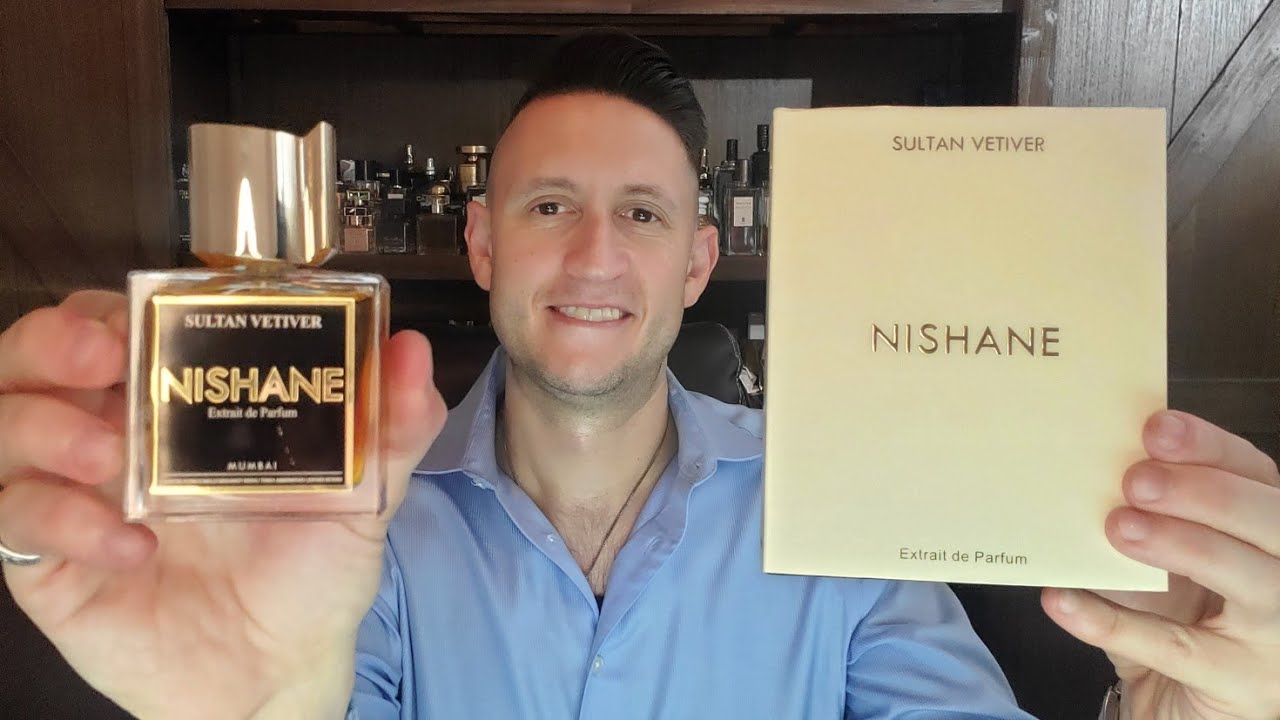 SULTAN VETIVER
NISHANE
Extrait de Parfum
MUMBAI
SULTAN VETIVER
NISHANE
Extrait de Parfum